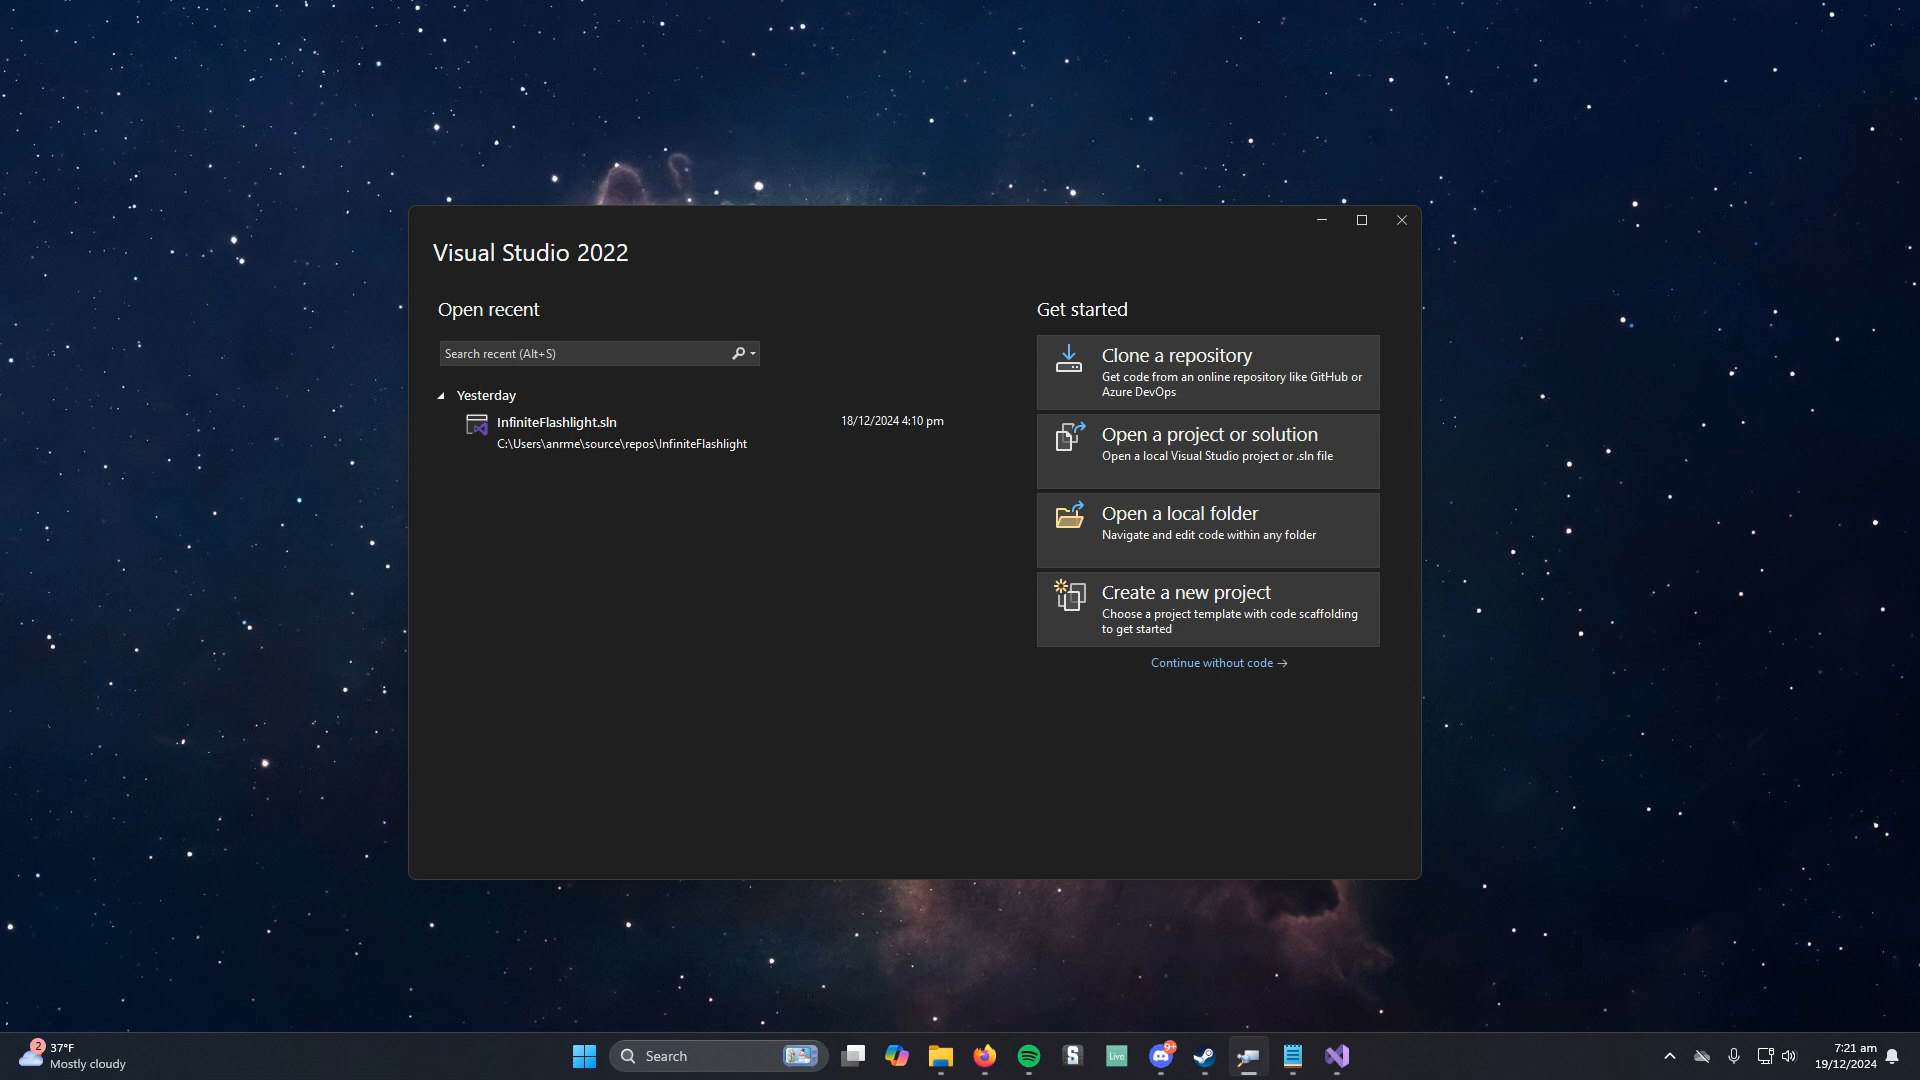 Visual Studio 2022
Open recent
Search recent (Alt+S)
Yesterday
InfiniteFlashlight.sln
18/12/2024 4:10 pm
C:\Users\anrme\source\repos\InfiniteFlashlight
Get started
Clone a repository
Get code from an online repository like GitHub or
Azure DevOps
Open a project or solution
Open a local Visual Studio project or .sln file
Open a local folder
Navigate and edit code within any folder
Create a new project
Choose a project template with code scaffolding
to get started
Continue without code →
2
37°F
Mostly cloudy
Search
S
Live
9+
7:21 am
19/12/2024